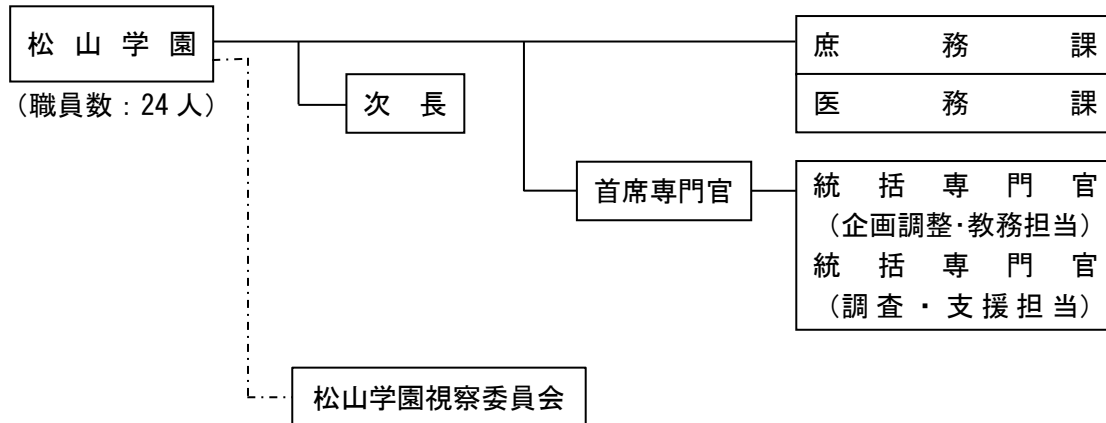 松山学園
庶務課
（職員数：24人）
次長
医務課
首席専門官
統括専門官
（企画調整・教務担当）
統括専門官
（調査・支援担当）
松山学園視察委員会